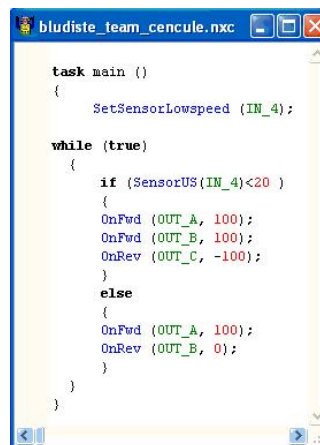 bludiste_team_cencule.nxc
task main ()
{
SetSensorLowspeed (IN_4);
while (true)
{
if (SensorUS(IN_4)<20 )
{
OnFwd (OUT_A, 100);
OnFwd (OUT_B, 100);
OnRev (OUT_C, -100);
}
else
{
OnFwd (OUT_A, 100);
OnRev (OUT_B, 0);
}
}
}